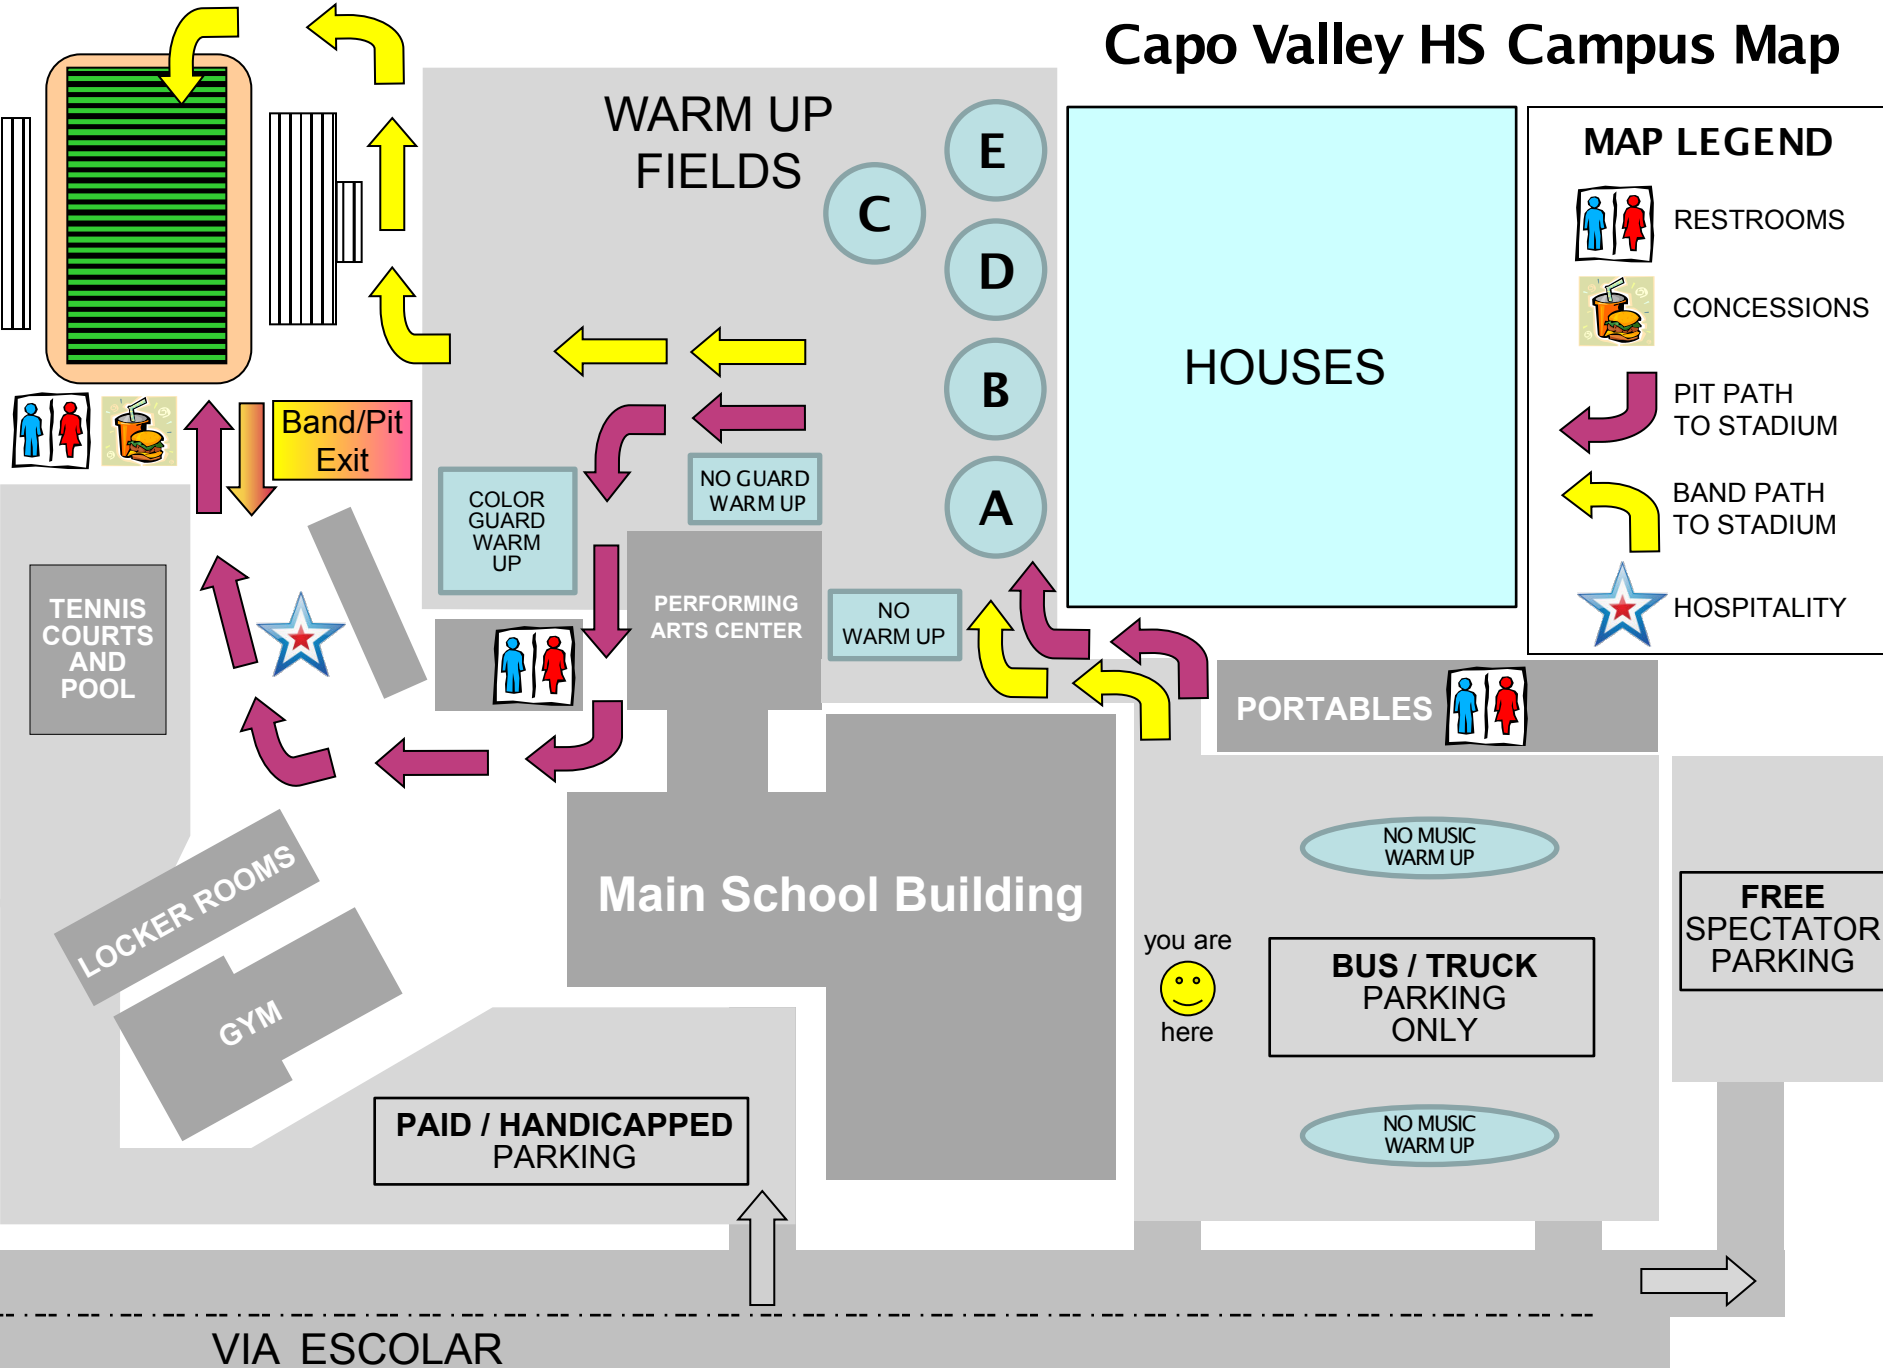 Capo Valley HS Campus Map
WARM UP
FIELDS
E
C
D
B
A
HOUSES
MAP LEGEND
RESTROOMS
CONCESSIONS
PIT PATH
TO STADIUM
BAND PATH
TO STADIUM
HOSPITALITY
Band/Pit
Exit
COLOR
GUARD
WARM
UP
NO GUARD
WARM UP
NO
WARM UP
PERFORMING
ARTS CENTER
TENNIS
COURTS
AND
POOL
PORTABLES
LOCKER ROOMS
GYM
Main School Building
NO MUSIC
WARM UP
you are
here
BUS / TRUCK
PARKING
ONLY
FREE
SPECTATOR
PARKING
NO MUSIC
WARM UP
PAID / HANDICAPPED
PARKING
VIA ESCOLAR